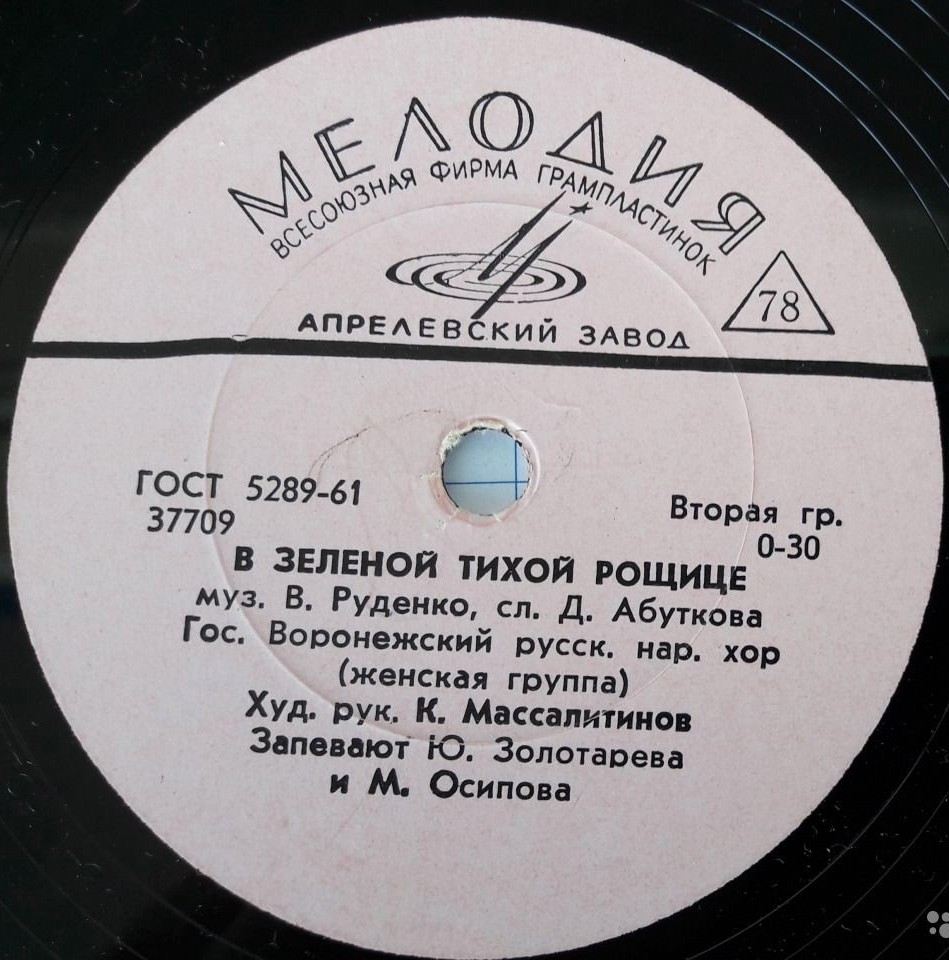 МЕЛОДИЯ
ВСЕСОЮЗНАЯ ФИРМА ГРАМПЛАСТИНОК
АПРЕЛЕВСКИЙ ЗАВОД
78
ГОСТ 5289-61
Вторая гр.
37709
0-30
В ЗЕЛЕНОЙ ТИХОЙ РОЩИЦЕ
муз. В. Руденко, сл. Д. Абуткова
Гос. Воронежский русск. нар. хор
(женская группа)
Худ. рук. К. Массалитинов
Запевают Ю. Золотарева
и М. Осипова